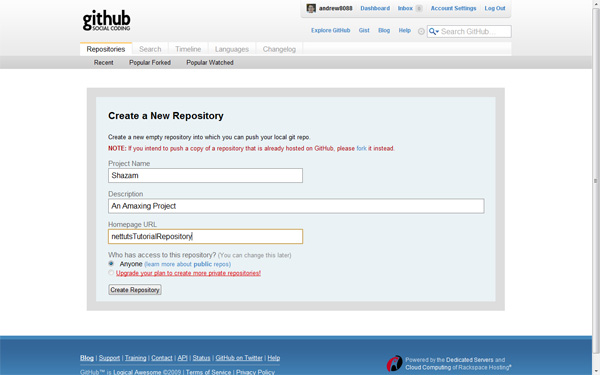 github
SOCIAL CODING
andrew8088 Dashboard Inbox 0 Account Settings Log Out
Explore GitHub Gist Blog Help Search GitHub...
Repositories Search Timeline Languages Changelog
Recent Popular Forked Popular Watched
Create a New Repository
Create a new empty repository into which you can push your local git repo.
NOTE: If you intend to push a copy of a repository that is already hosted on GitHub, please fork it instead.
Project Name
Shazam
Description
An Amaxing Project
Homepage URL
nettutsTutorialRepository
Who has access to this repository? (You can change this later)
Anyone (learn more about public repos)
Upgrade your plan to create more private repositories!
Create Repository
Blog | Support | Training | Contact | API | Status | GitHub on Twitter | Help
GitHub™ is Logical Awesome ©2009 | Terms of Service | Privacy Policy
Powered by the Dedicated Servers and
Cloud Computing of Rackspace Hosting®